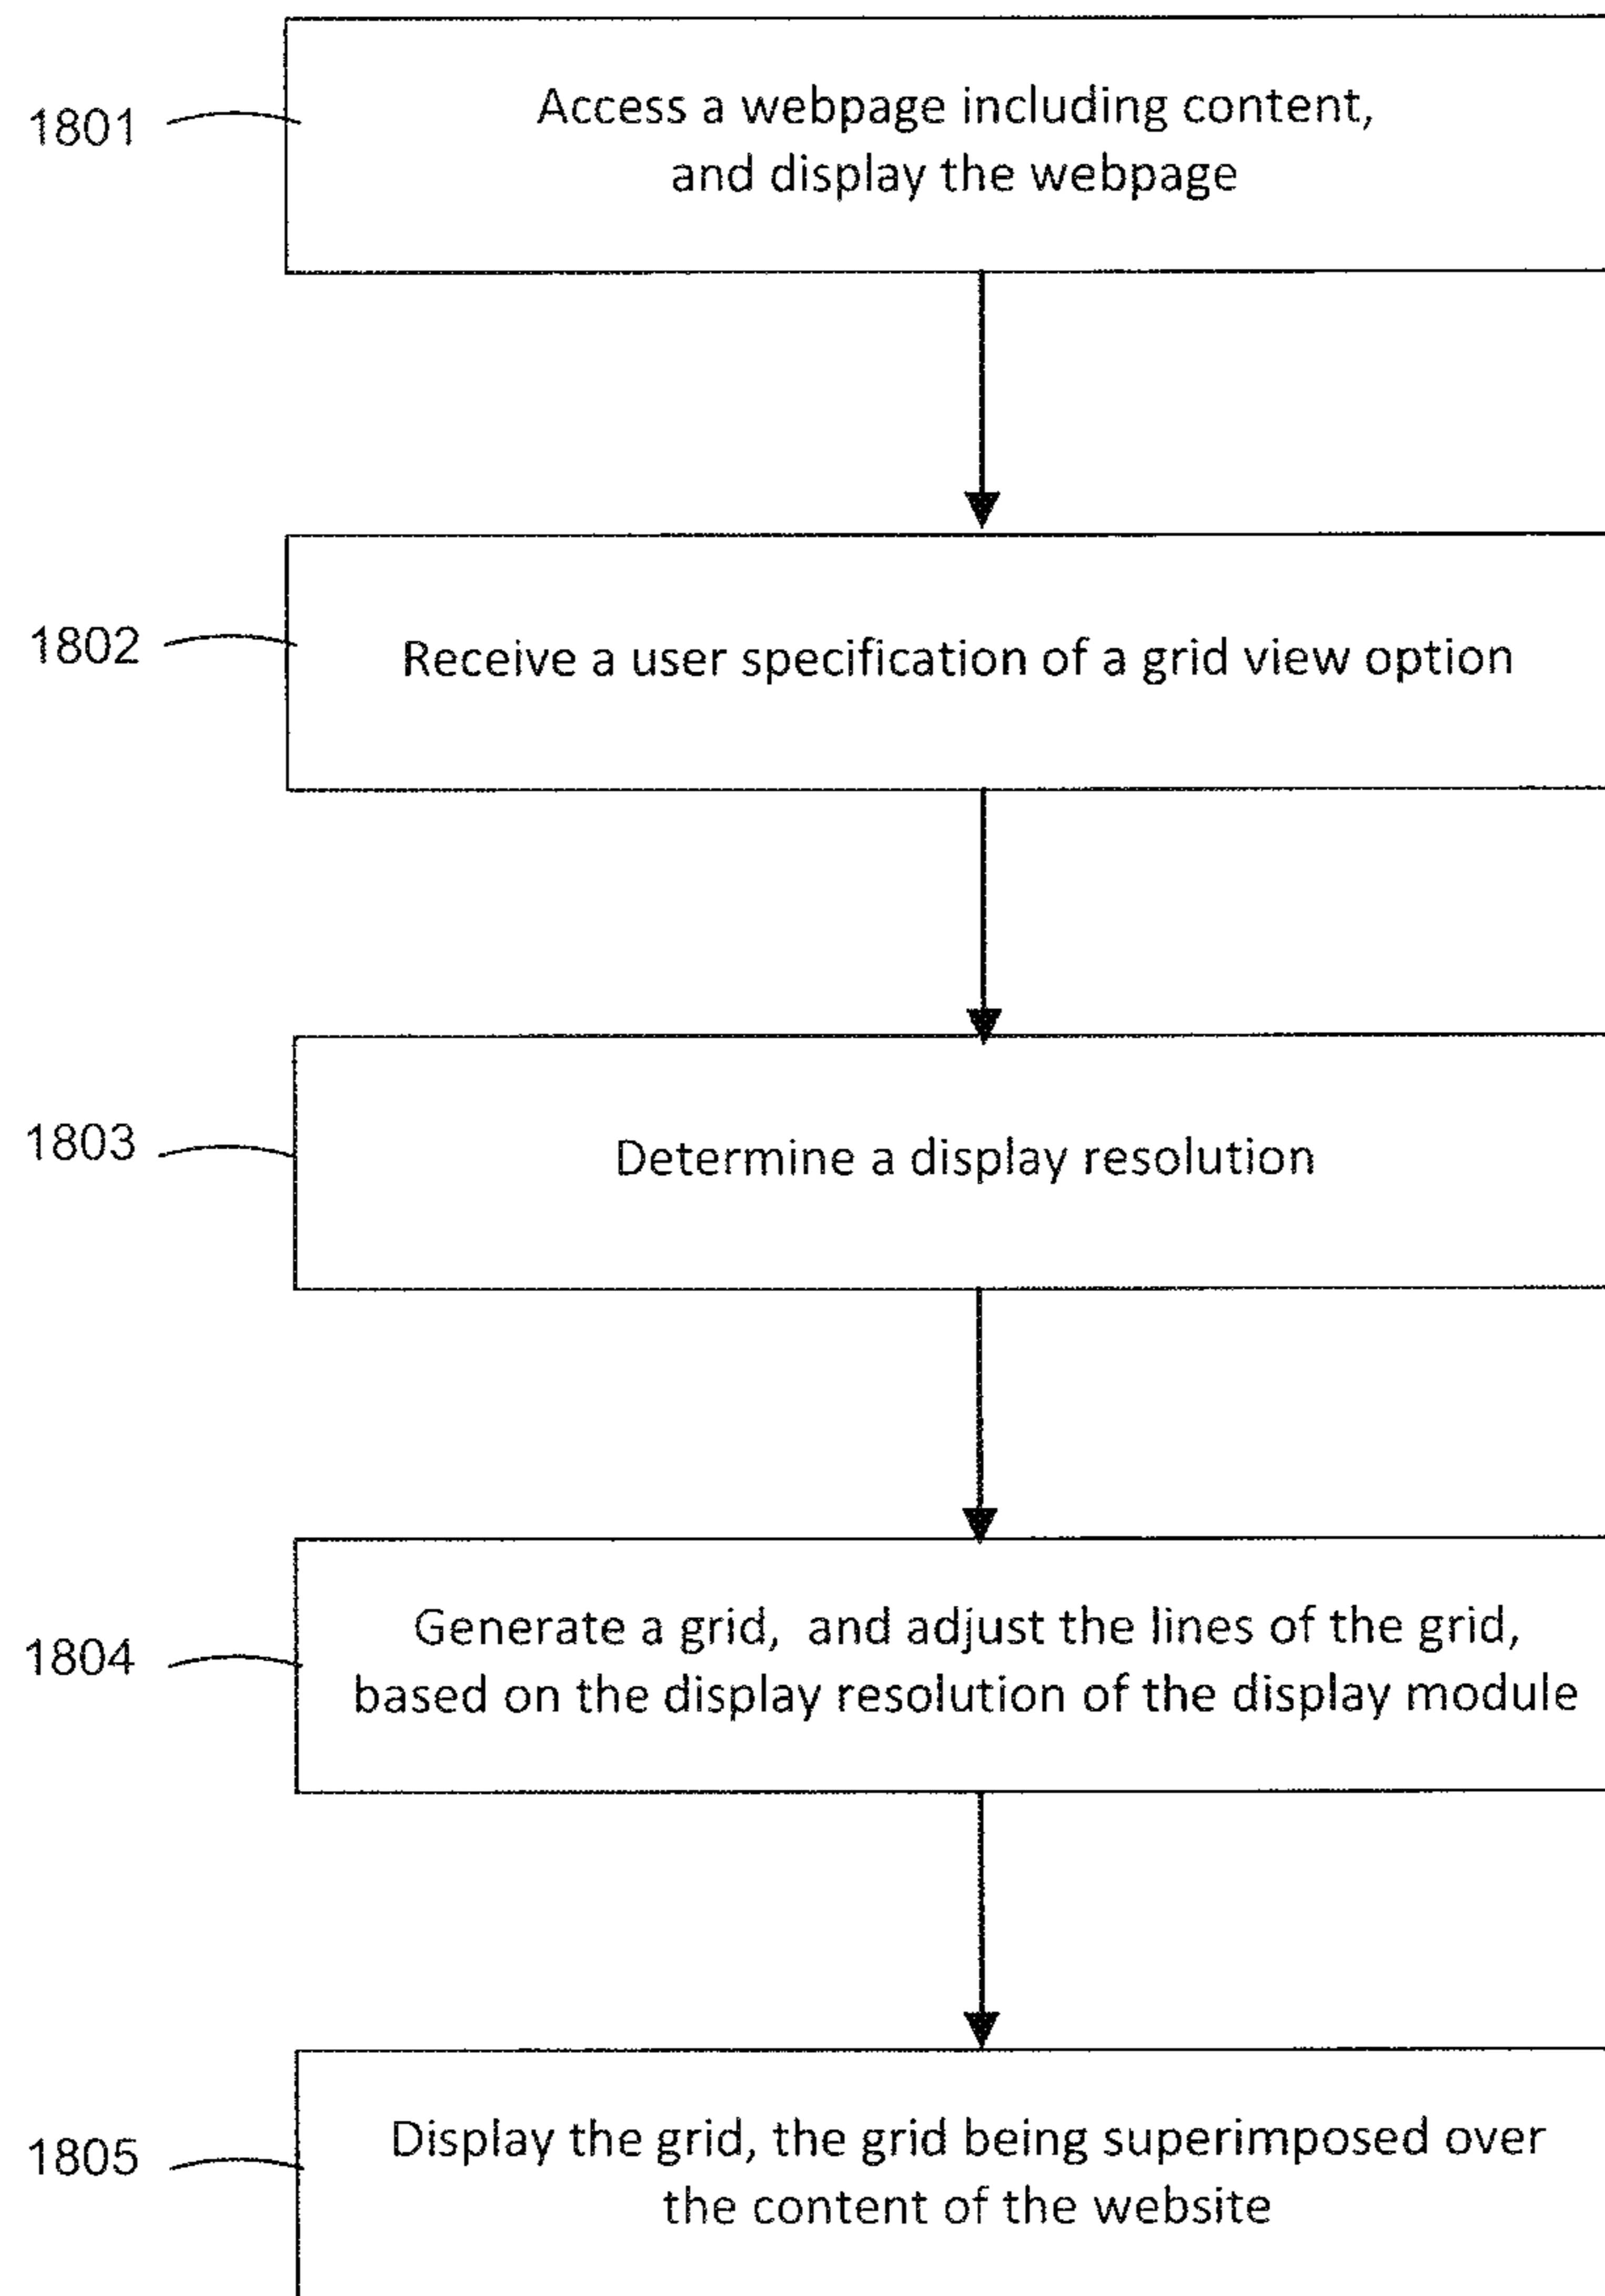 1801
Access a webpage including content,
and display the webpage
1802
Receive a user specification of a grid view option
1803
Determine a display resolution
1804
Generate a grid, and adjust the lines of the grid,
based on the display resolution of the display module
1805
Display the grid, the grid being superimposed over
the content of the website